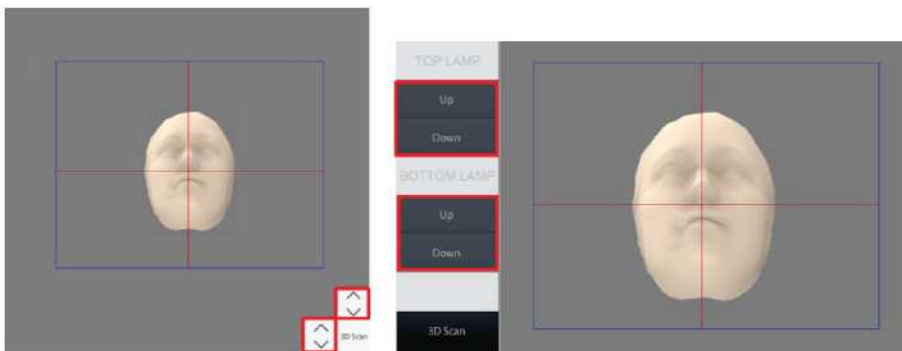 3D Scan
TOP LAMP
Up
Down
BOTTOM LAMP
Up
Down
3D Scan